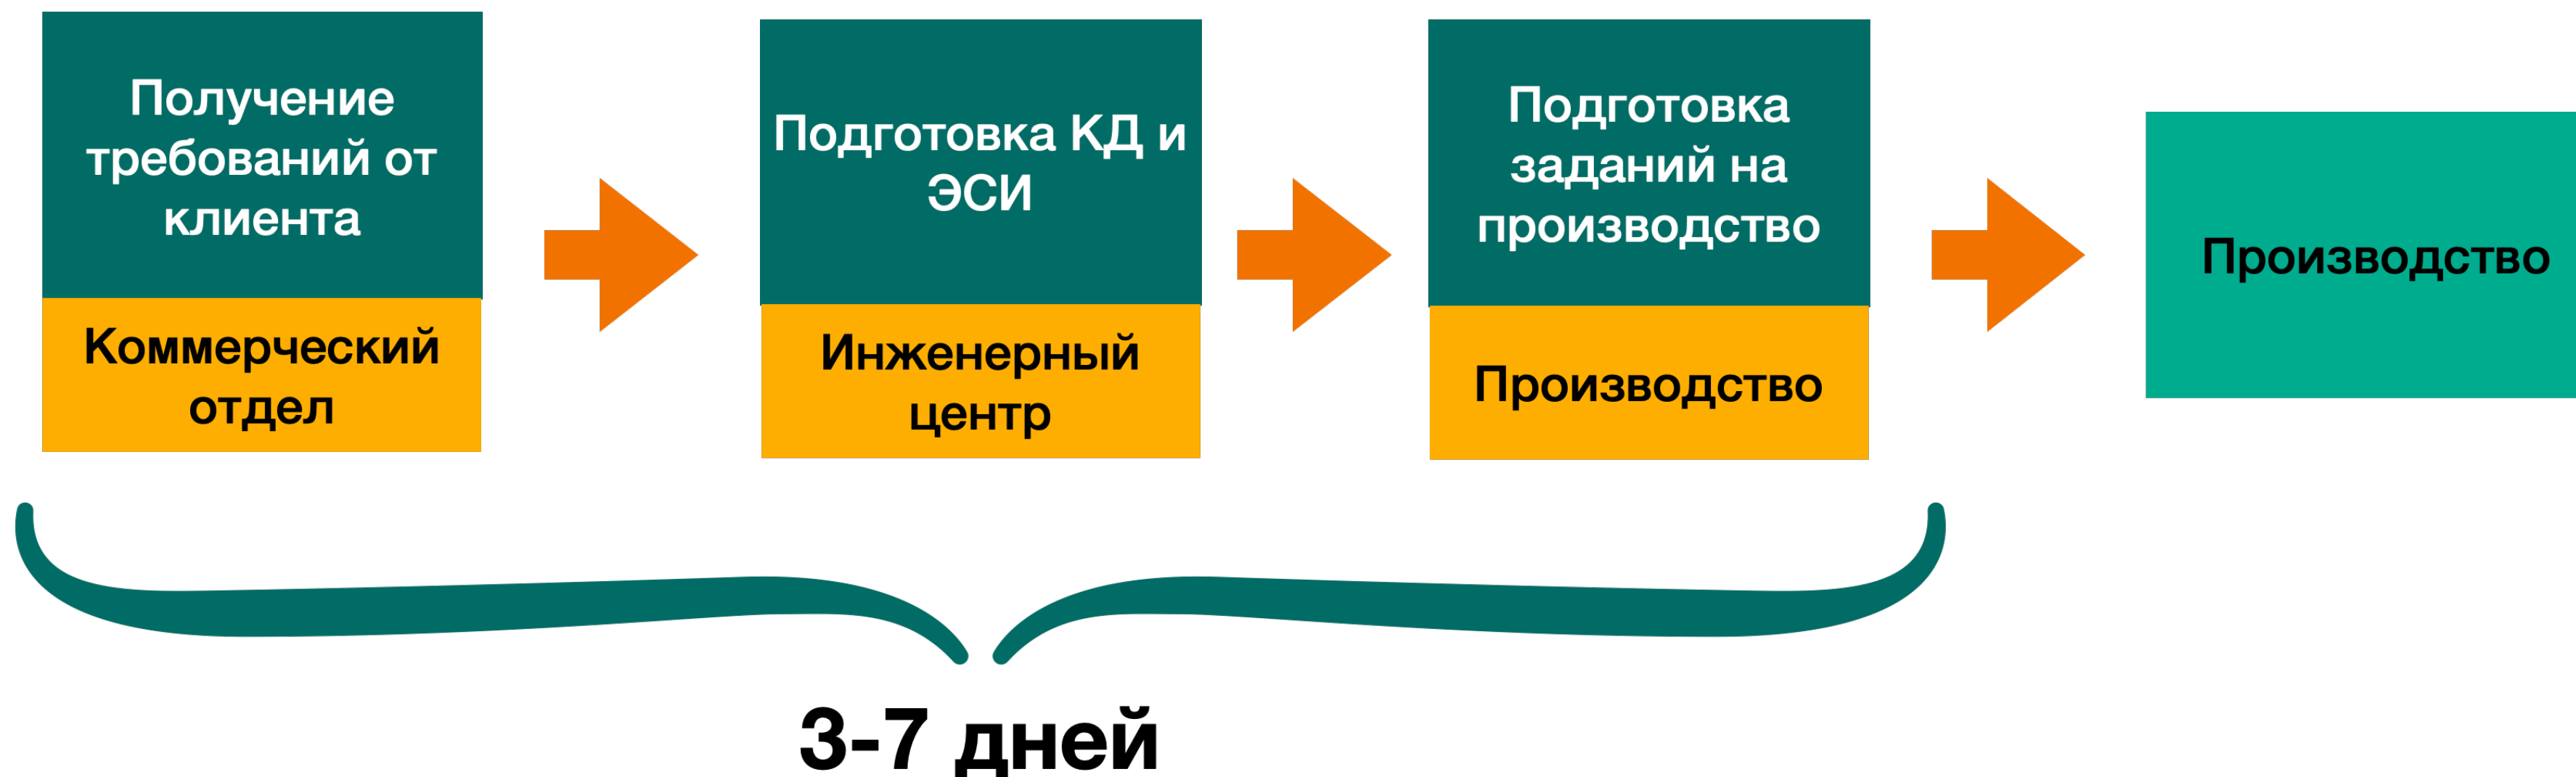 Получение
требований от
клиента
Коммерческий
отдел
Подготовка КД и
ЭСИ
Инженерный
центр
Подготовка
заданий на
производство
Производство
Производство
3-7 дней